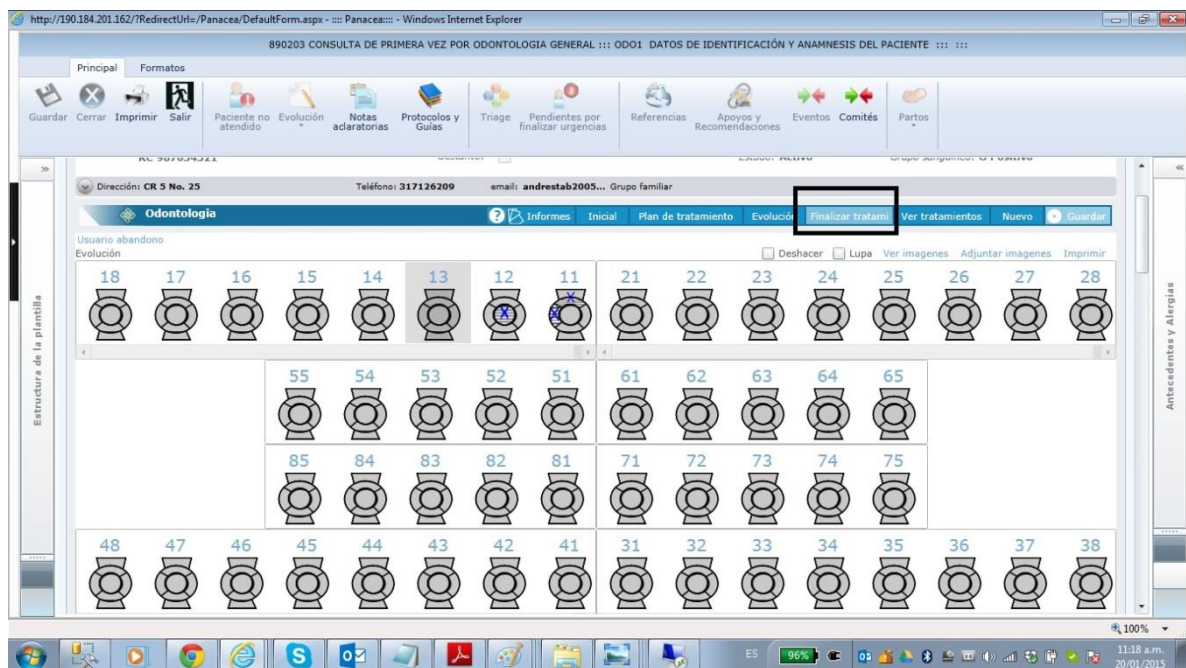 http://190.184.201.162/?RedirectUrl=/Panacea/DefaultForm.aspx - :::: Panacea:::: - Windows Internet Explorer
890203 CONSULTA DE PRIMERA VEZ POR ODONTOLOGIA GENERAL ::: ODO1 DATOS DE IDENTIFICACIÓN Y ANAMNESIS DEL PACIENTE ::: :::
Principal Formatos
Guardar Cerrar Imprimir Salir Paciente no atendido Evolución Notas aclaratorias Protocolos y Guías Triage Pendientes por finalizar urgencias Referencias Apoyos y Recomendaciones Eventos Comités Partos
RC 987654321 Estado: Activo Grupo sanguíneo: O Positivo
Dirección: CR 5 No. 25 Teléfono: 317126209 email: andrestab2005... Grupo familiar
Odontología ? Informes Inicial Plan de tratamiento Evolución Finalizar tratami Ver tratamientos Nuevo Guardar
Usuario abandono
Evolución Deshacer Lupa Ver imagenes Adjuntar imagenes Imprimir
18 17 16 15 14 13 12 11 21 22 23 24 25 26 27 28
X X X
55 54 53 52 51 61 62 63 64 65
85 84 83 82 81 71 72 73 74 75
48 47 46 45 44 43 42 41 31 32 33 34 35 36 37 38
Estructura de la plantilla
Antecedentes y Alergias
100%
ES 96% 11:18 a.m.
20/01/2015